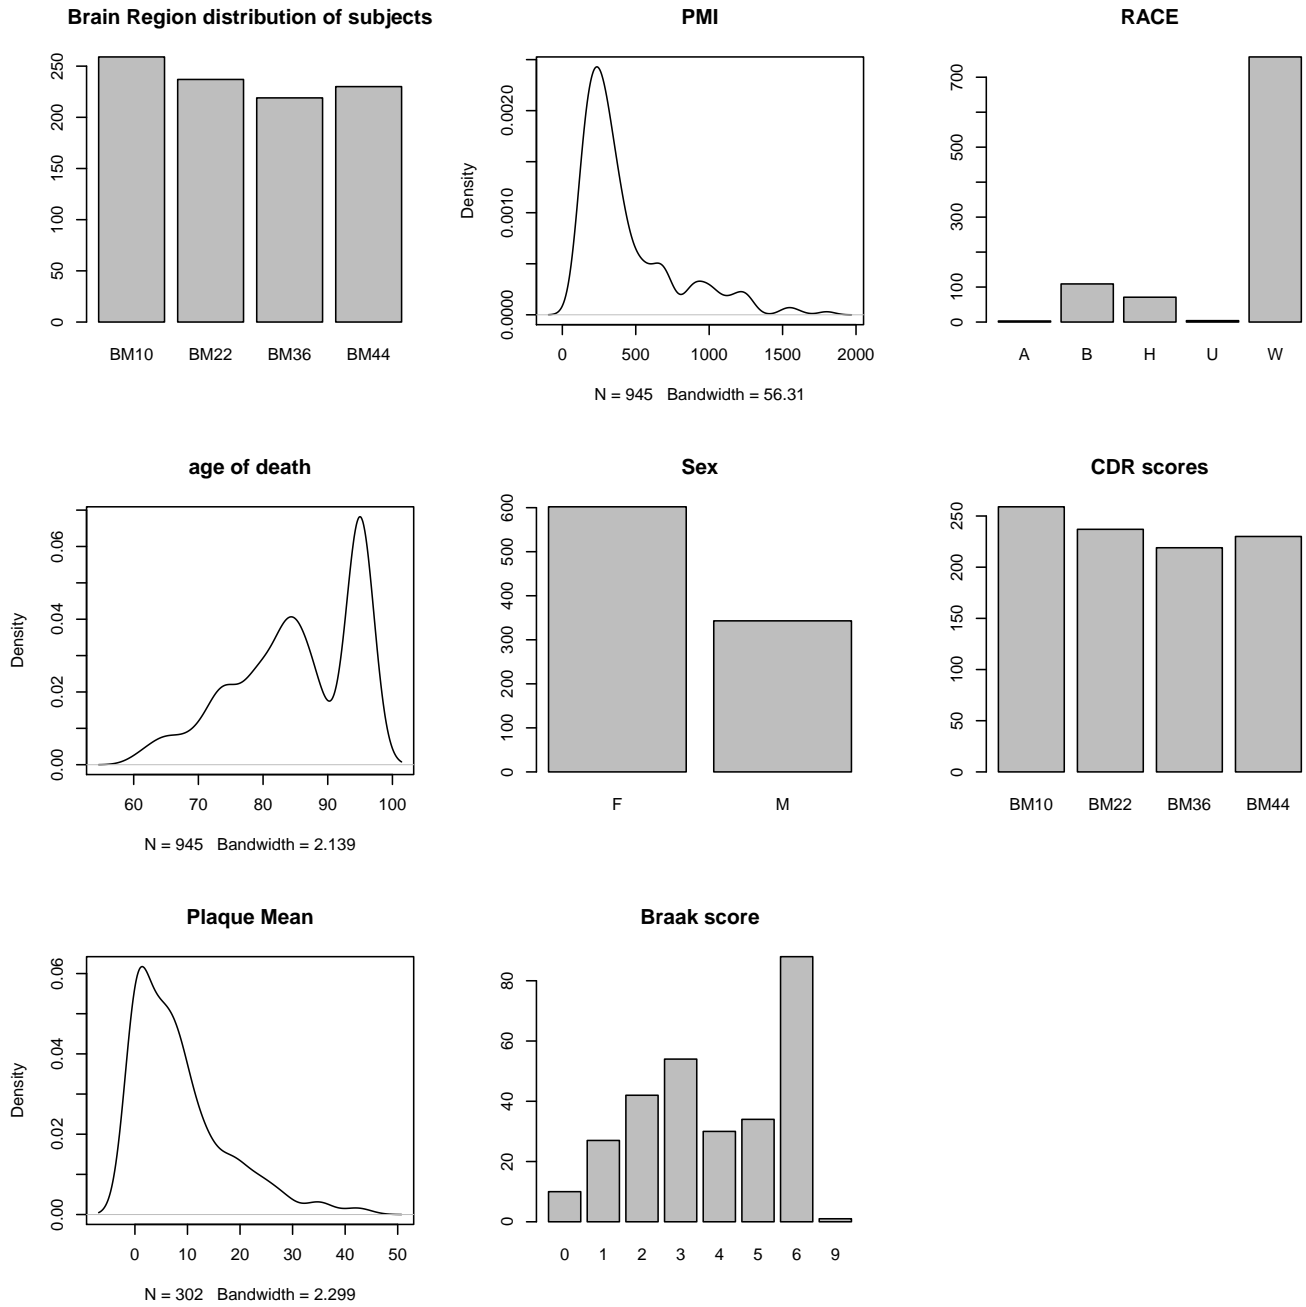 Brain Region distribution of subjects
250
200
150
100
50
0
BM10 BM22 BM36 BM44
PMI
Density
0.0020
0.0010
0.0000
0 500 1000 1500 2000
N = 945 Bandwidth = 56.31
RACE
700
500
300
100
0
A B H U W
age of death
Density
0.06
0.04
0.02
0.00
60 70 80 90 100
N = 945 Bandwidth = 2.139
Sex
600
500
400
300
200
100
0
F M
CDR scores
250
200
150
100
50
0
BM10 BM22 BM36 BM44
Plaque Mean
Density
0.06
0.04
0.02
0.00
0 10 20 30 40 50
N = 302 Bandwidth = 2.299
Braak score
80
60
40
20
0
0 1 2 3 4 5 6 9